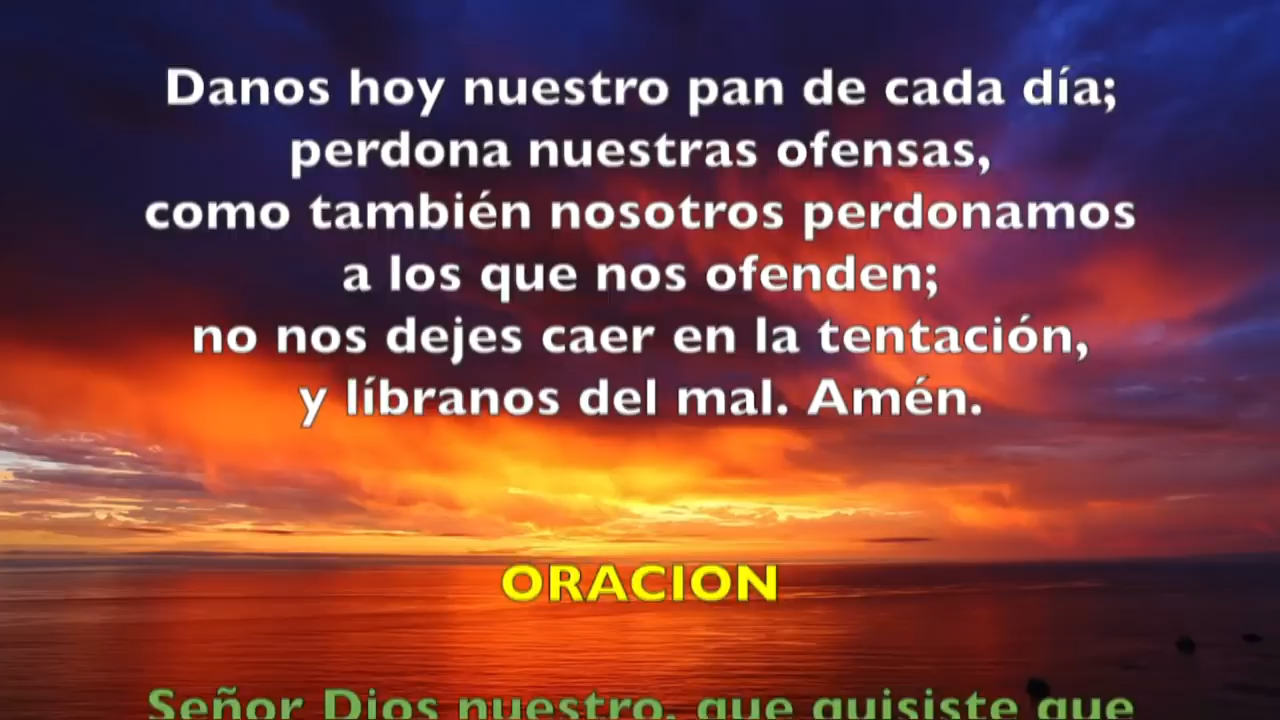 Danos hoy nuestro pan de cada día;
perdona nuestras ofensas,
como también nosotros perdonamos
a los que nos ofenden;
no nos dejes caer en la tentación,
y líbranos del mal. Amén.
ORACION
Señor Dios nuestro, que quisiste que